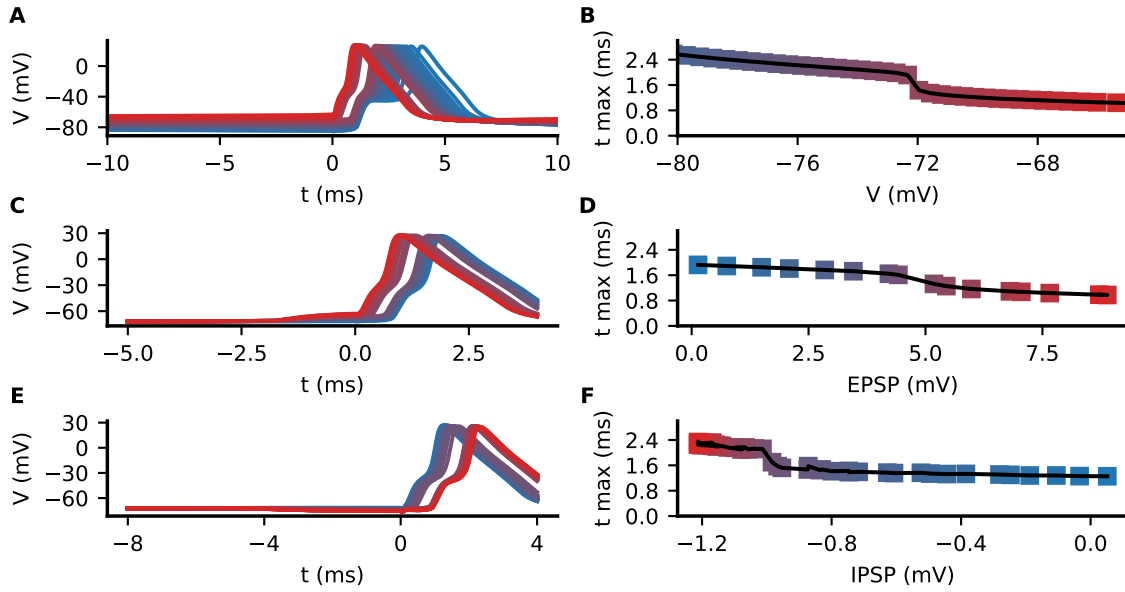 A
V (mV)
0
−40
−80
−10
−5
0
5
10
t (ms)
B
t max (ms)
2.4
1.6
0.8
0.0
−80
−76
−72
−68
V (mV)
C
V (mV)
30
0
−30
−60
−5.0
−2.5
0.0
2.5
t (ms)
D
t max (ms)
2.4
1.6
0.8
0.0
0.0
2.5
5.0
7.5
EPSP (mV)
E
V (mV)
30
0
−30
−60
−8
−4
0
4
t (ms)
F
t max (ms)
2.4
1.6
0.8
0.0
−1.2
−0.8
−0.4
0.0
IPSP (mV)